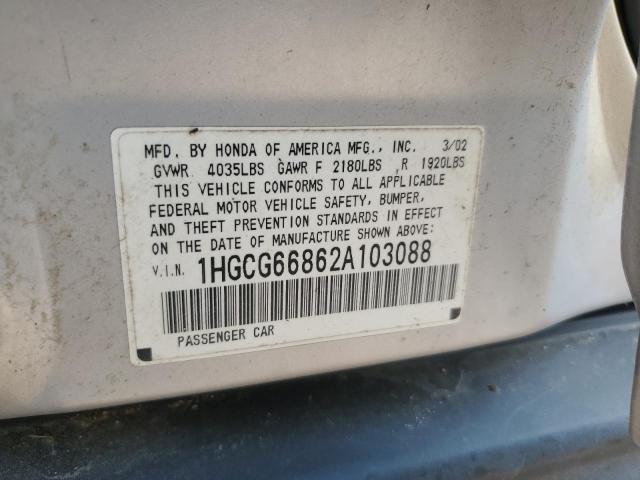 MFD. BY HONDA OF AMERICA MFG., INC. 3/02
GVWR 4035LBS GAWR F 2180LBS ,R 1920LBS
THIS VEHICLE CONFORMS TO ALL APPLICABLE
FEDERAL MOTOR VEHICLE SAFETY, BUMPER,
AND THEFT PREVENTION STANDARDS IN EFFECT
ON THE DATE OF MANUFACTURE SHOWN ABOVE:
V.I.N. 1HGCG66862A103088
PASSENGER CAR